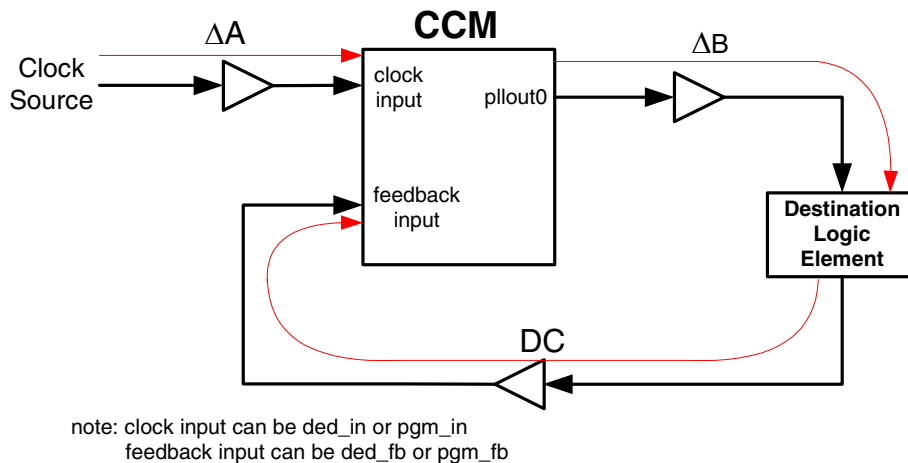 CCM
ΔA
ΔB
Clock
Source
clock
input
pllout0
feedback
input
Destination
Logic
Element
DC
note: clock input can be ded_in or pgm_in
feedback input can be ded_fb or pgm_fb